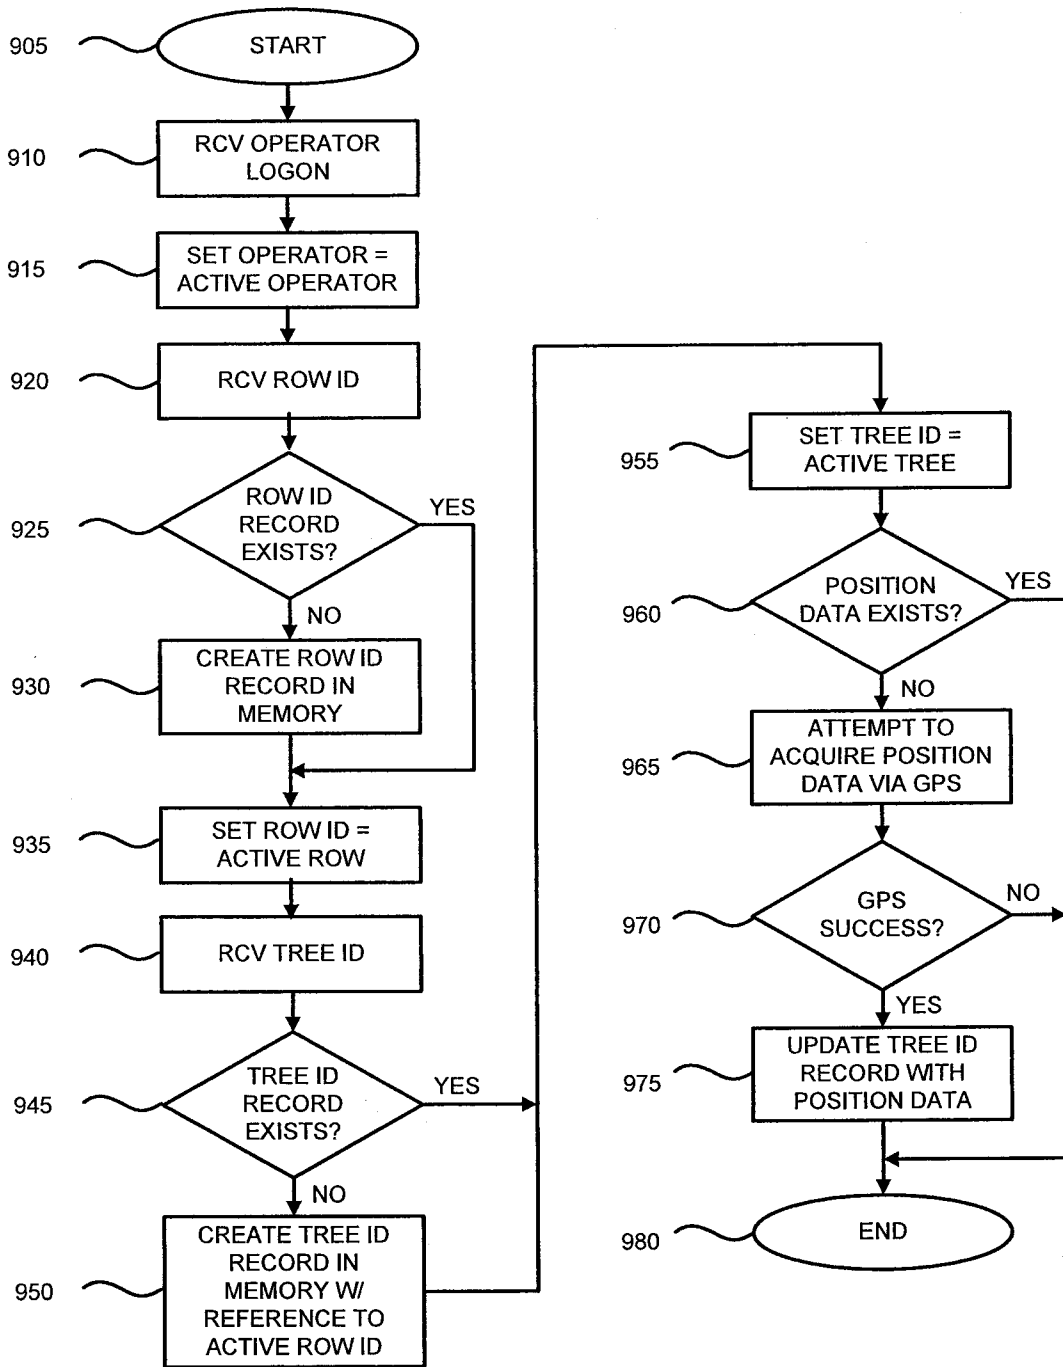 905
START
910
RCV OPERATOR
LOGON
915
SET OPERATOR =
ACTIVE OPERATOR
920
RCV ROW ID
925
ROW ID
RECORD
EXISTS?
YES
NO
930
CREATE ROW ID
RECORD IN
MEMORY
935
SET ROW ID =
ACTIVE ROW
940
RCV TREE ID
945
TREE ID
RECORD
EXISTS?
YES
NO
950
CREATE TREE ID
RECORD IN
MEMORY W/
REFERENCE TO
ACTIVE ROW ID
955
SET TREE ID =
ACTIVE TREE
960
POSITION
DATA EXISTS?
YES
NO
965
ATTEMPT TO
ACQUIRE POSITION
DATA VIA GPS
970
GPS
SUCCESS?
NO
YES
975
UPDATE TREE ID
RECORD WITH
POSITION DATA
980
END